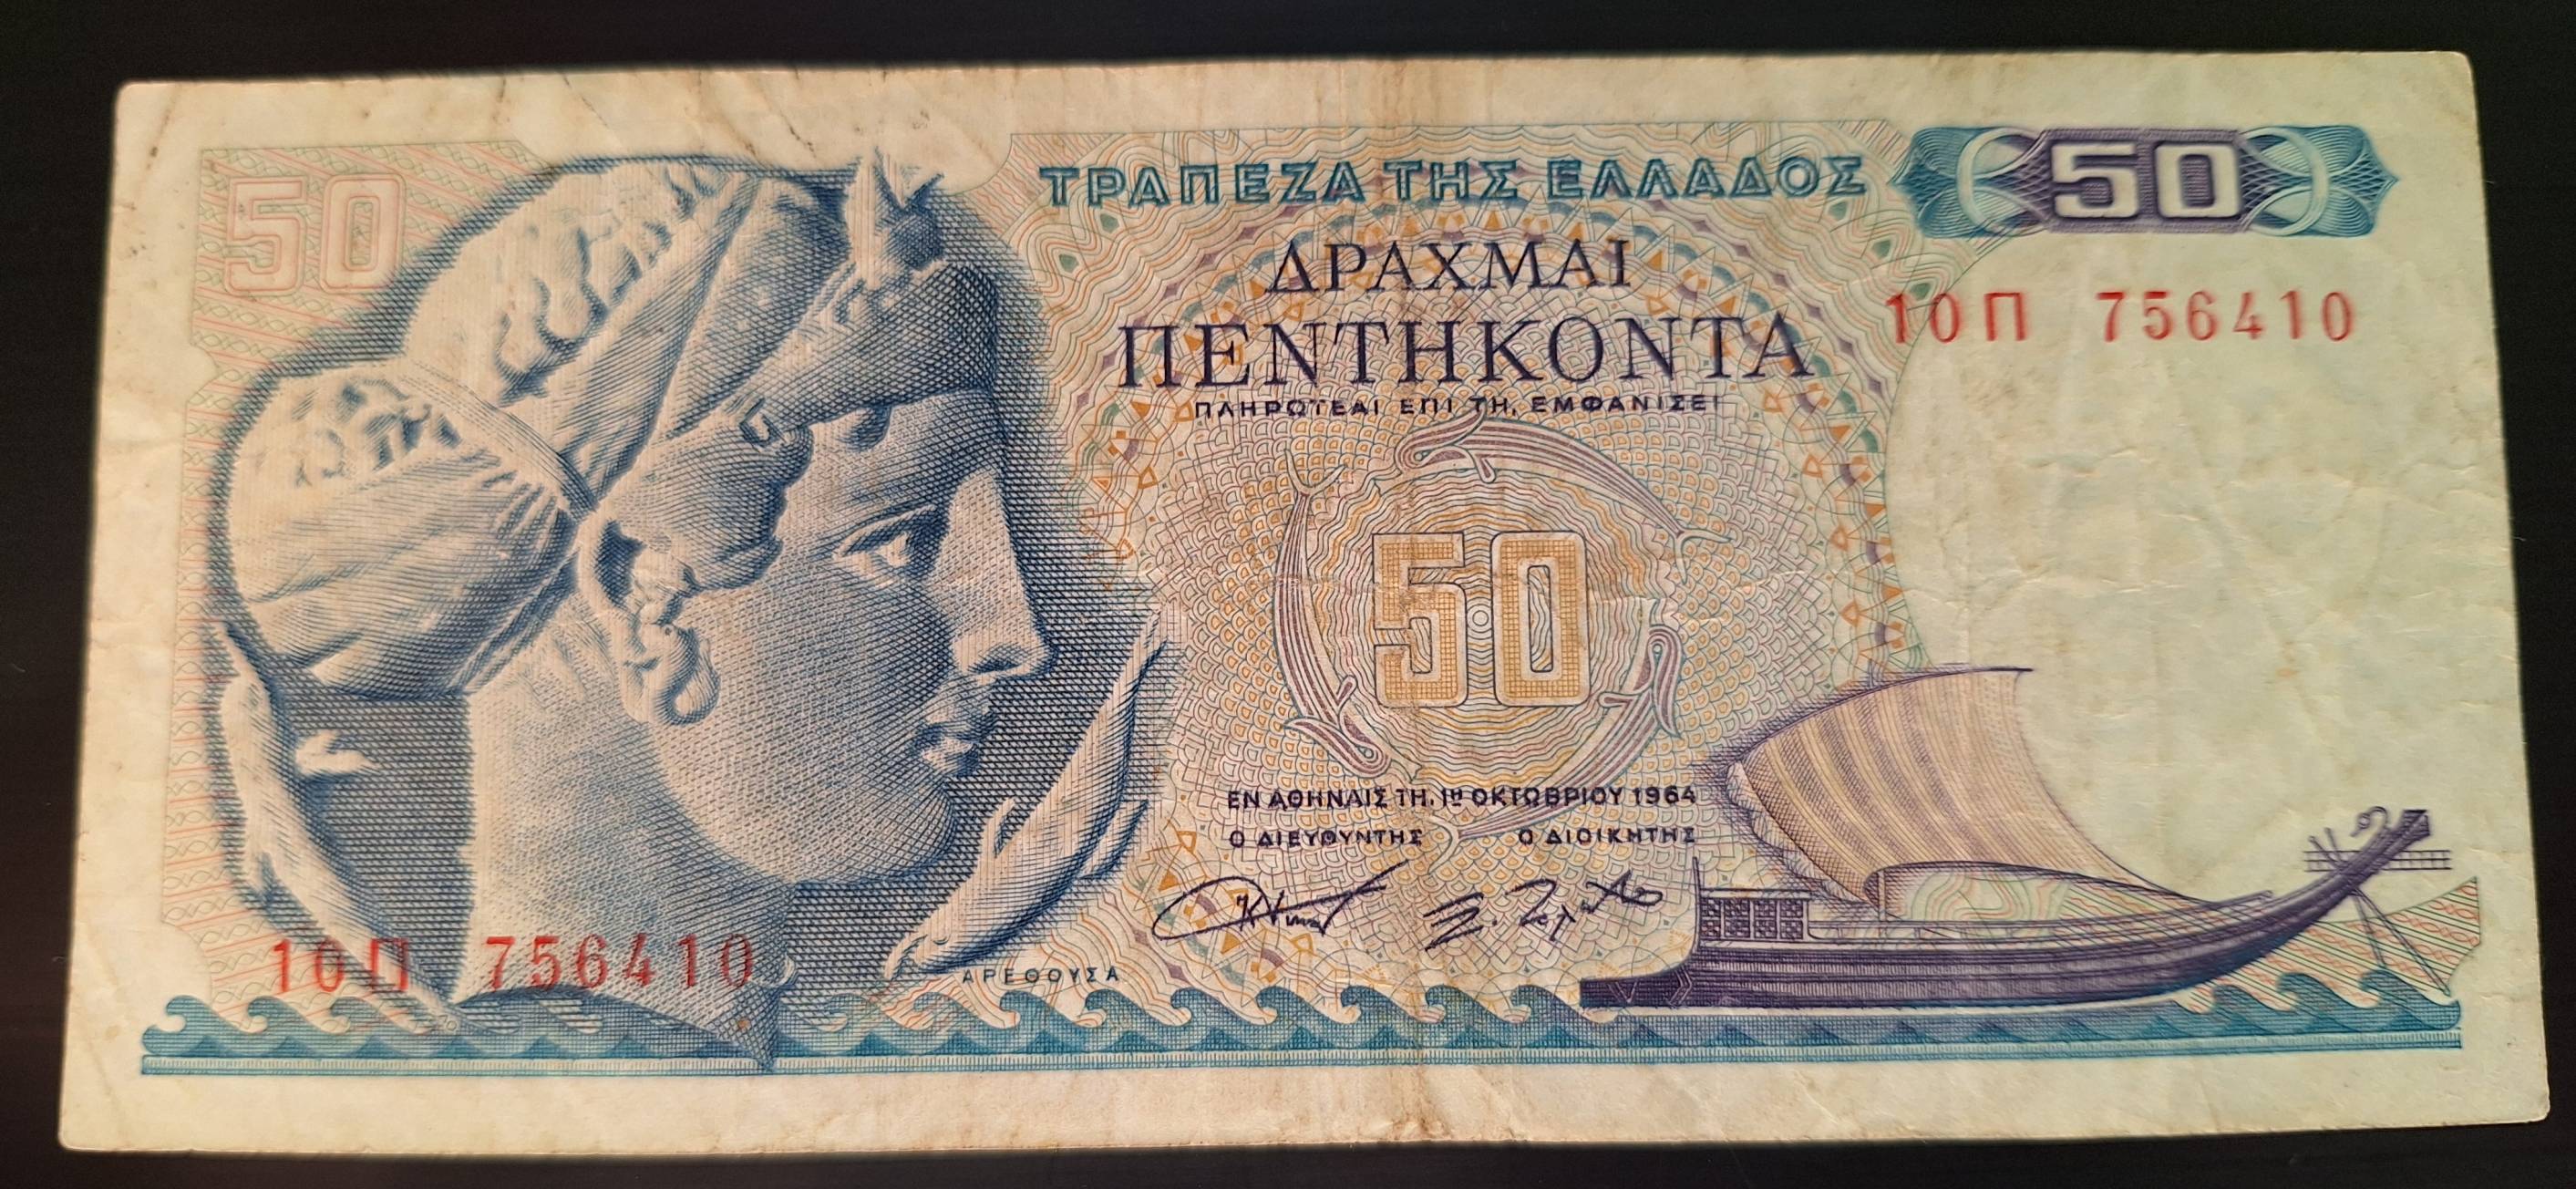 50
ΤΡΑΠΕΖΑ ΤΗΣ ΕΛΛΑΔΟΣ
50
ΔΡΑΧΜΑΙ
ΠΕΝΤΗΚΟΝΤΑ
10Π 756410
ΠΛΗΡΩΤΕΑΙ ΕΠΙ ΤΗ, ΕΜΦΑΝΙΣΕΙ
50
ΕΝ ΑΘΗΝΑΙΣ ΤΗ, 1η ΟΚΤΩΒΡΙΟΥ 1964
Ο ΔΙΕΥΘΥΝΤΗΣ Ο ΔΙΟΙΚΗΤΗΣ
10Π 756410
ΑΡΕΘΟΥΣΑ